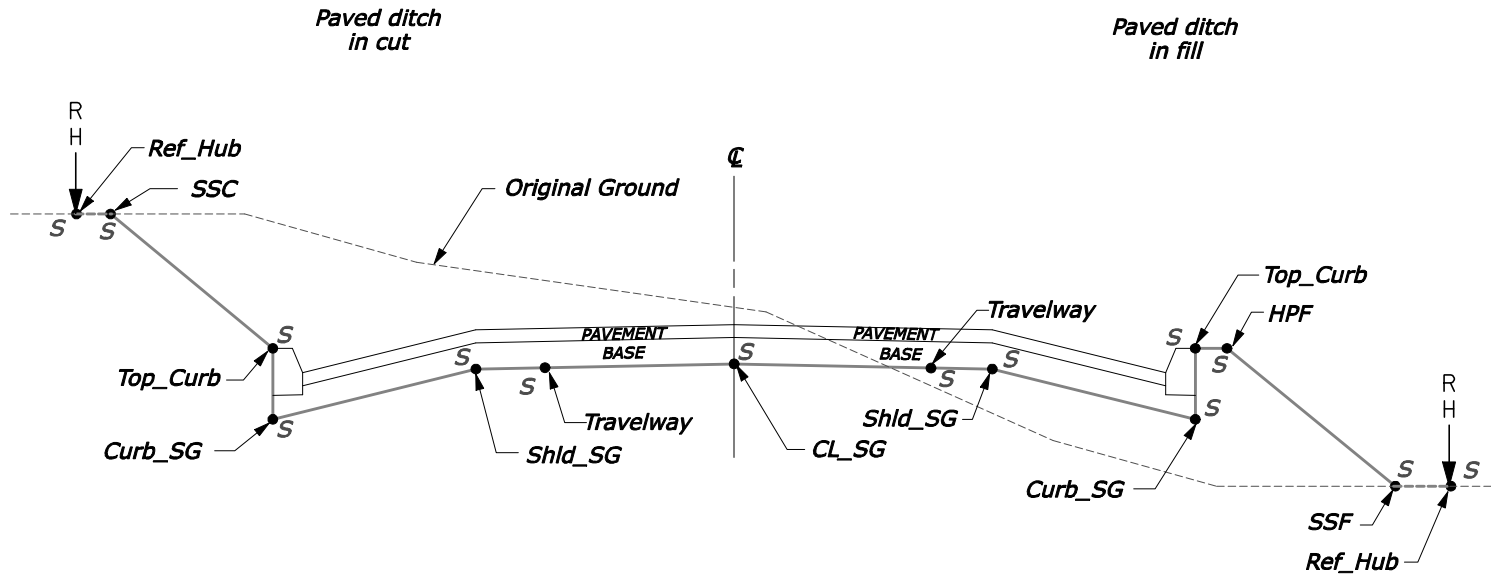 Paved ditch
in cut
Paved ditch
in fill
R
H
Ref_Hub
SSC
S
S
Original Ground
℄
Top_Curb
HPF
Travelway
S
S
S
PAVEMENT
PAVEMENT
BASE
BASE
S
S
S
S
S
Top_Curb
Travelway
Shld_SG
S
S
Curb_SG
Shld_SG
CL_SG
R
H
Curb_SG
S
S
SSF
Ref_Hub